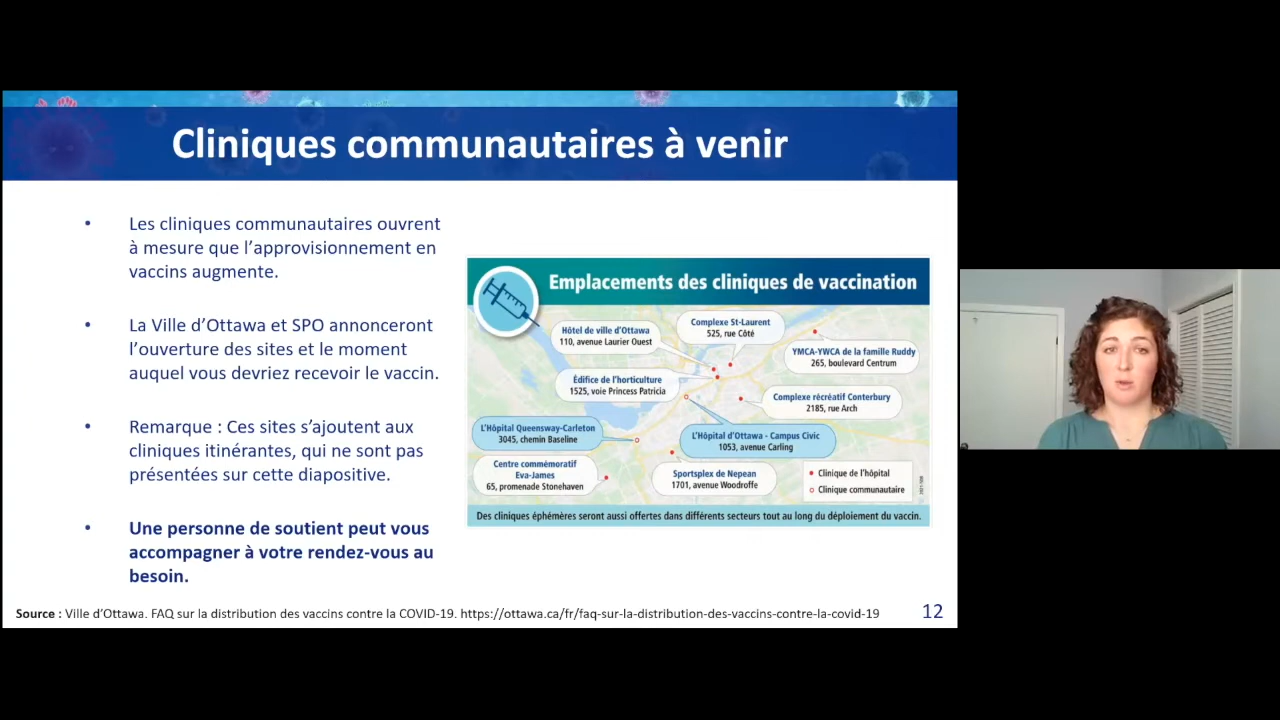 Cliniques communautaires à venir
• Les cliniques communautaires ouvrent
à mesure que l'approvisionnement en
vaccins augmente.
• La Ville d'Ottawa et SPO annonceront
l'ouverture des sites et le moment
auquel vous devriez recevoir le vaccin.
• Remarque : Ces sites s'ajoutent aux
cliniques itinérantes, qui ne sont pas
présentées sur cette diapositive.
• Une personne de soutien peut vous
accompagner à votre rendez-vous au
besoin.
Emplacements des cliniques de vaccination
Hôtel de ville d'Ottawa
110, avenue Laurier Ouest
Complexe St-Laurent
525, rue Côté
YMCA-YWCA de la famille Ruddy
265, boulevard Centrum
Édifice de l'horticulture
1525, voie Princess Patricia
Complexe récréatif Conterbury
2185, rue Arch
L'Hôpital Queensway-Carleton
3045, chemin Baseline
L'Hôpital d'Ottawa - Campus Civic
1053, avenue Carling
Centre commémoratif
Eva-James
65, promenade Stonehaven
Sportsplex de Nepean
1701, avenue Woodroffe
Clinique de l'hôpital
Clinique communautaire
Des cliniques éphémères seront aussi offertes dans différents secteurs tout au long du déploiement du vaccin.
Source : Ville d'Ottawa. FAQ sur la distribution des vaccins contre la COVID-19. https://ottawa.ca/fr/faq-sur-la-distribution-des-vaccins-contre-la-covid-19
12